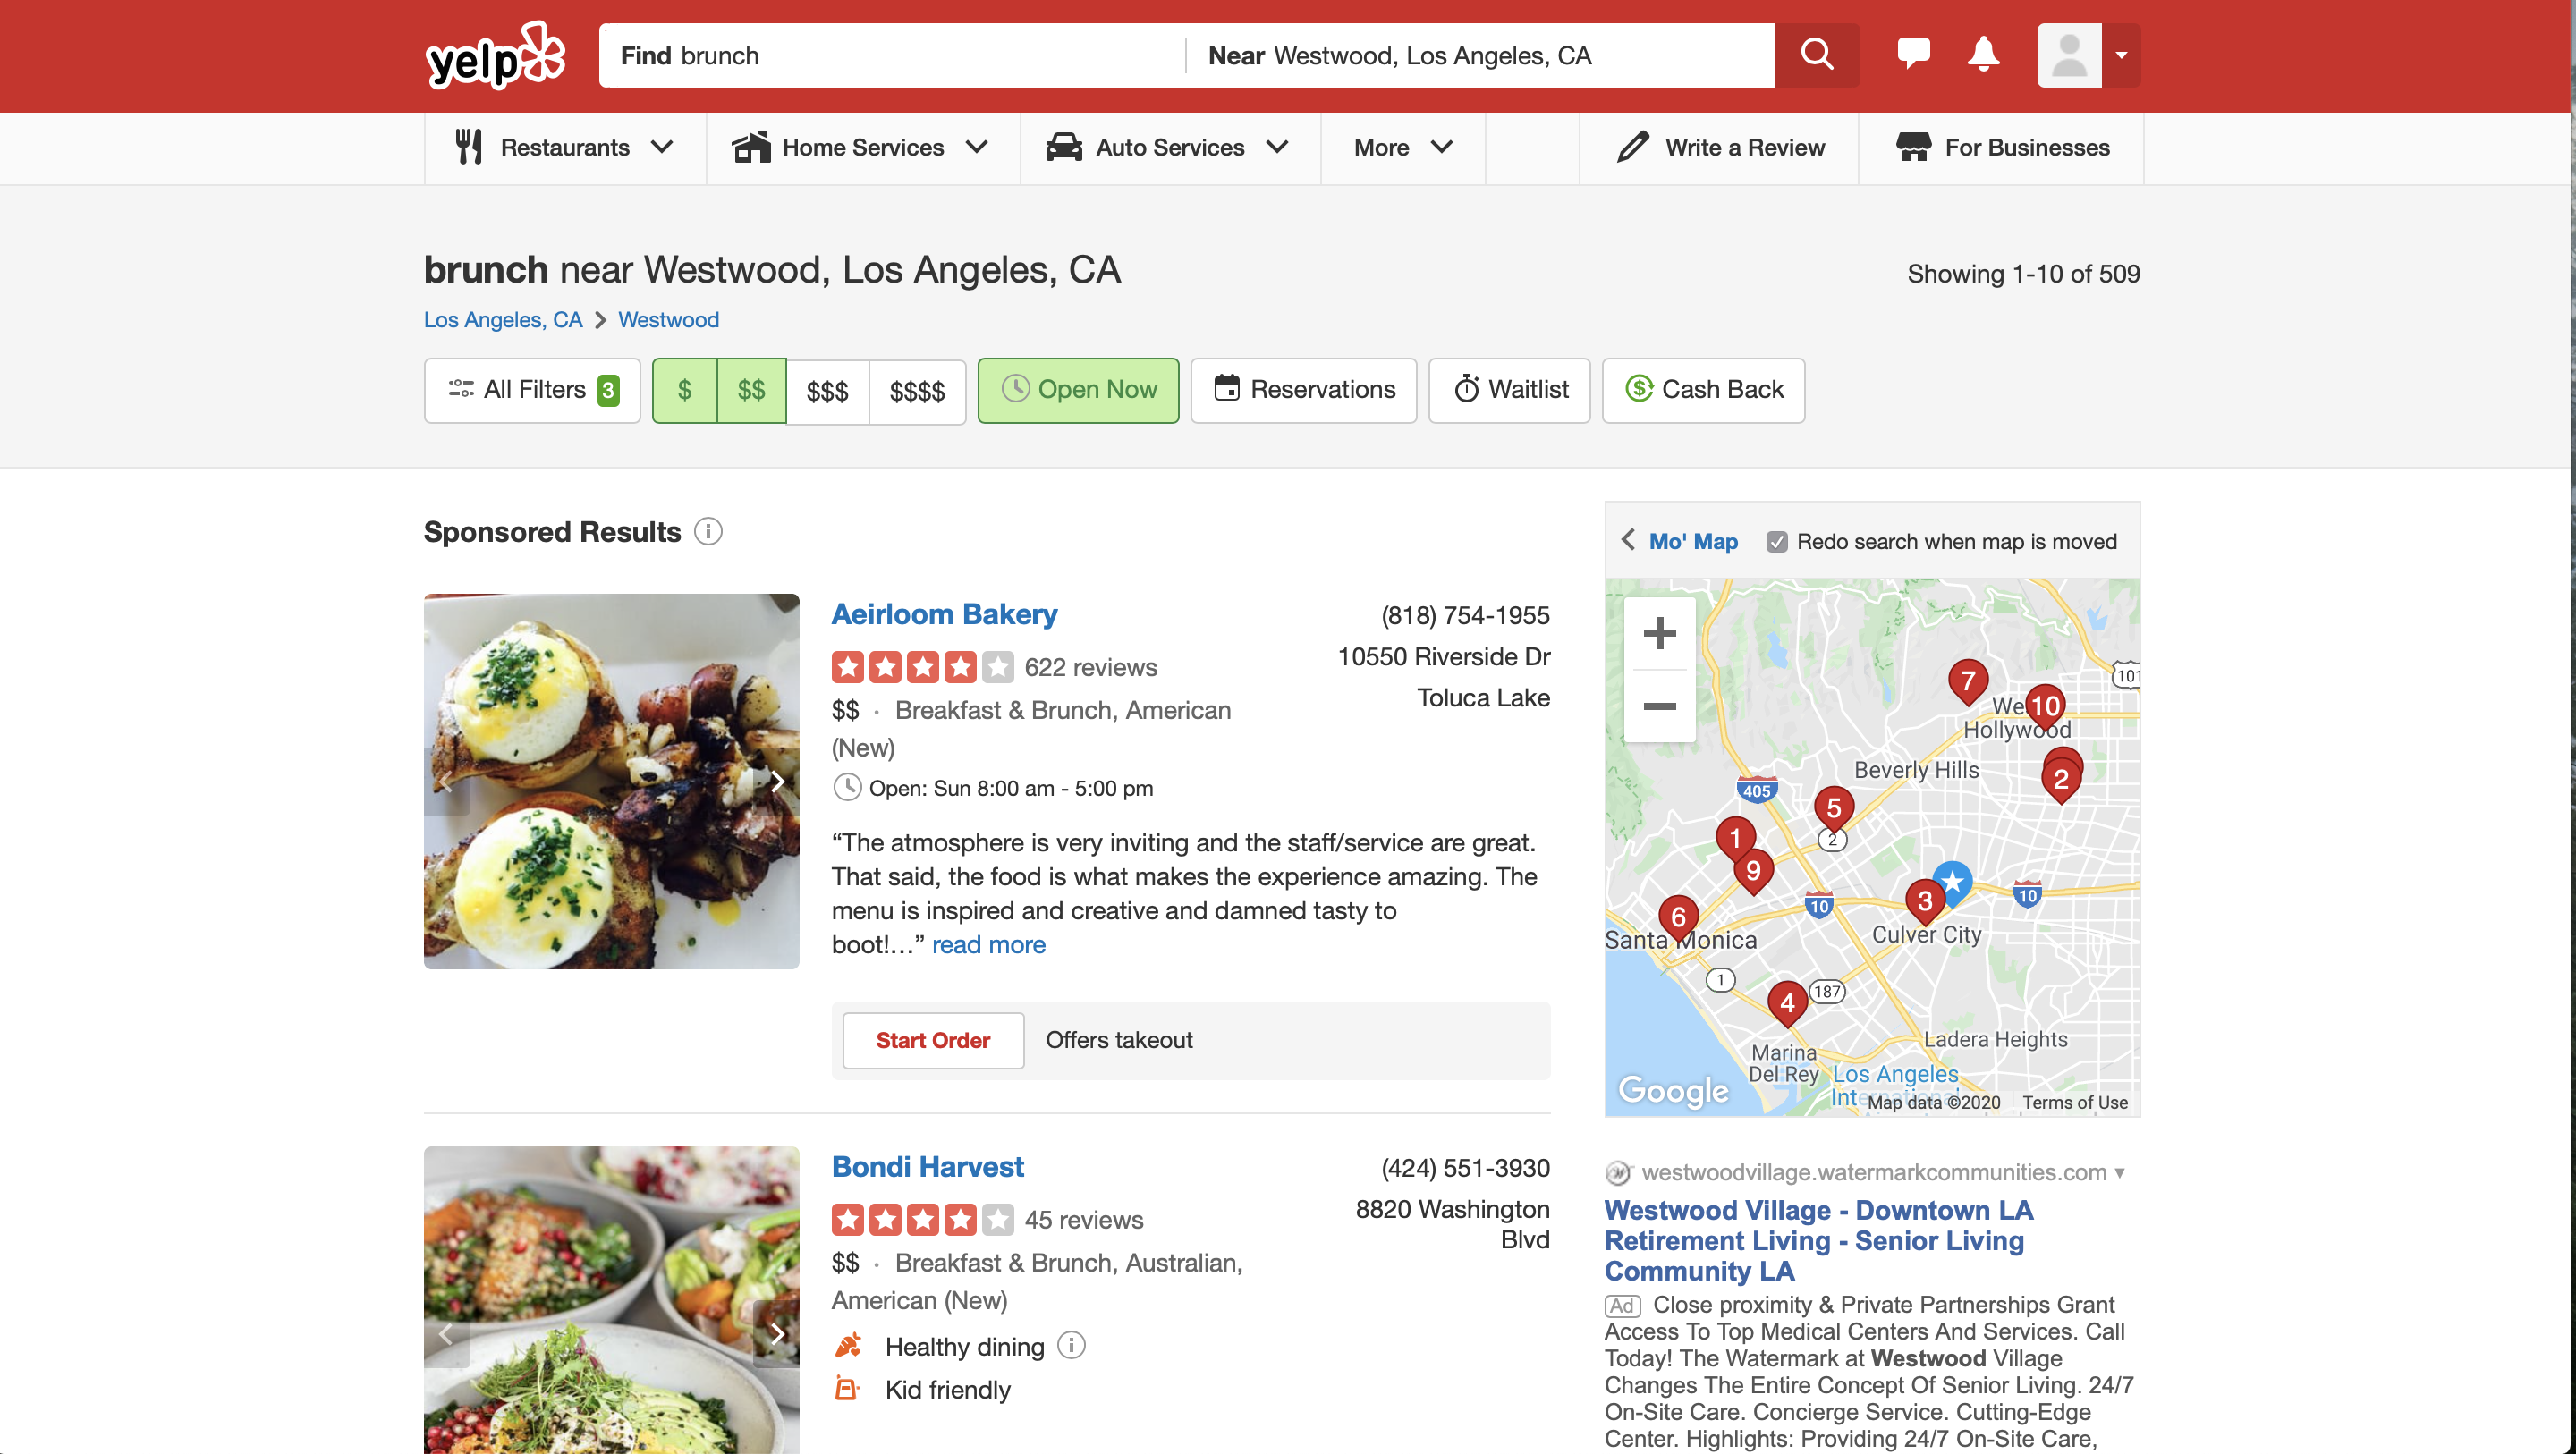 yelp
Find brunch
Near Westwood, Los Angeles, CA
Restaurants
Home Services
Auto Services
More
Write a Review
For Businesses
brunch near Westwood, Los Angeles, CA
Showing 1-10 of 509
Los Angeles, CA > Westwood
All Filters 3
$
$$
$$$
$$$$
Open Now
Reservations
Waitlist
Cash Back
Sponsored Results
Aeirloom Bakery
622 reviews
$$ · Breakfast & Brunch, American
(New)
Open: Sun 8:00 am - 5:00 pm
(818) 754-1955
10550 Riverside Dr
Toluca Lake
“The atmosphere is very inviting and the staff/service are great.
That said, the food is what makes the experience amazing. The
menu is inspired and creative and damned tasty to
boot!…” read more
Start Order
Offers takeout
Bondi Harvest
45 reviews
$$ · Breakfast & Brunch, Australian,
American (New)
Healthy dining
Kid friendly
(424) 551-3930
8820 Washington
Blvd
Mo' Map
Redo search when map is moved
101
7
10
Hollywood
Beverly Hills
2
405
5
2
1
9
10
3
10
6
Santa Monica
Culver City
1
4
187
Ladera Heights
Marina
Del Rey
Los Angeles
Google
Map data ©2020
Terms of Use
westwoodvillage.watermarkcommunities.com
Westwood Village - Downtown LA
Retirement Living - Senior Living
Community LA
Ad Close proximity & Private Partnerships Grant
Access To Top Medical Centers And Services. Call
Today! The Watermark at Westwood Village
Changes The Entire Concept Of Senior Living. 24/7
On-Site Care. Concierge Service. Cutting-Edge
Center. Highlights: Providing 24/7 On-Site Care,